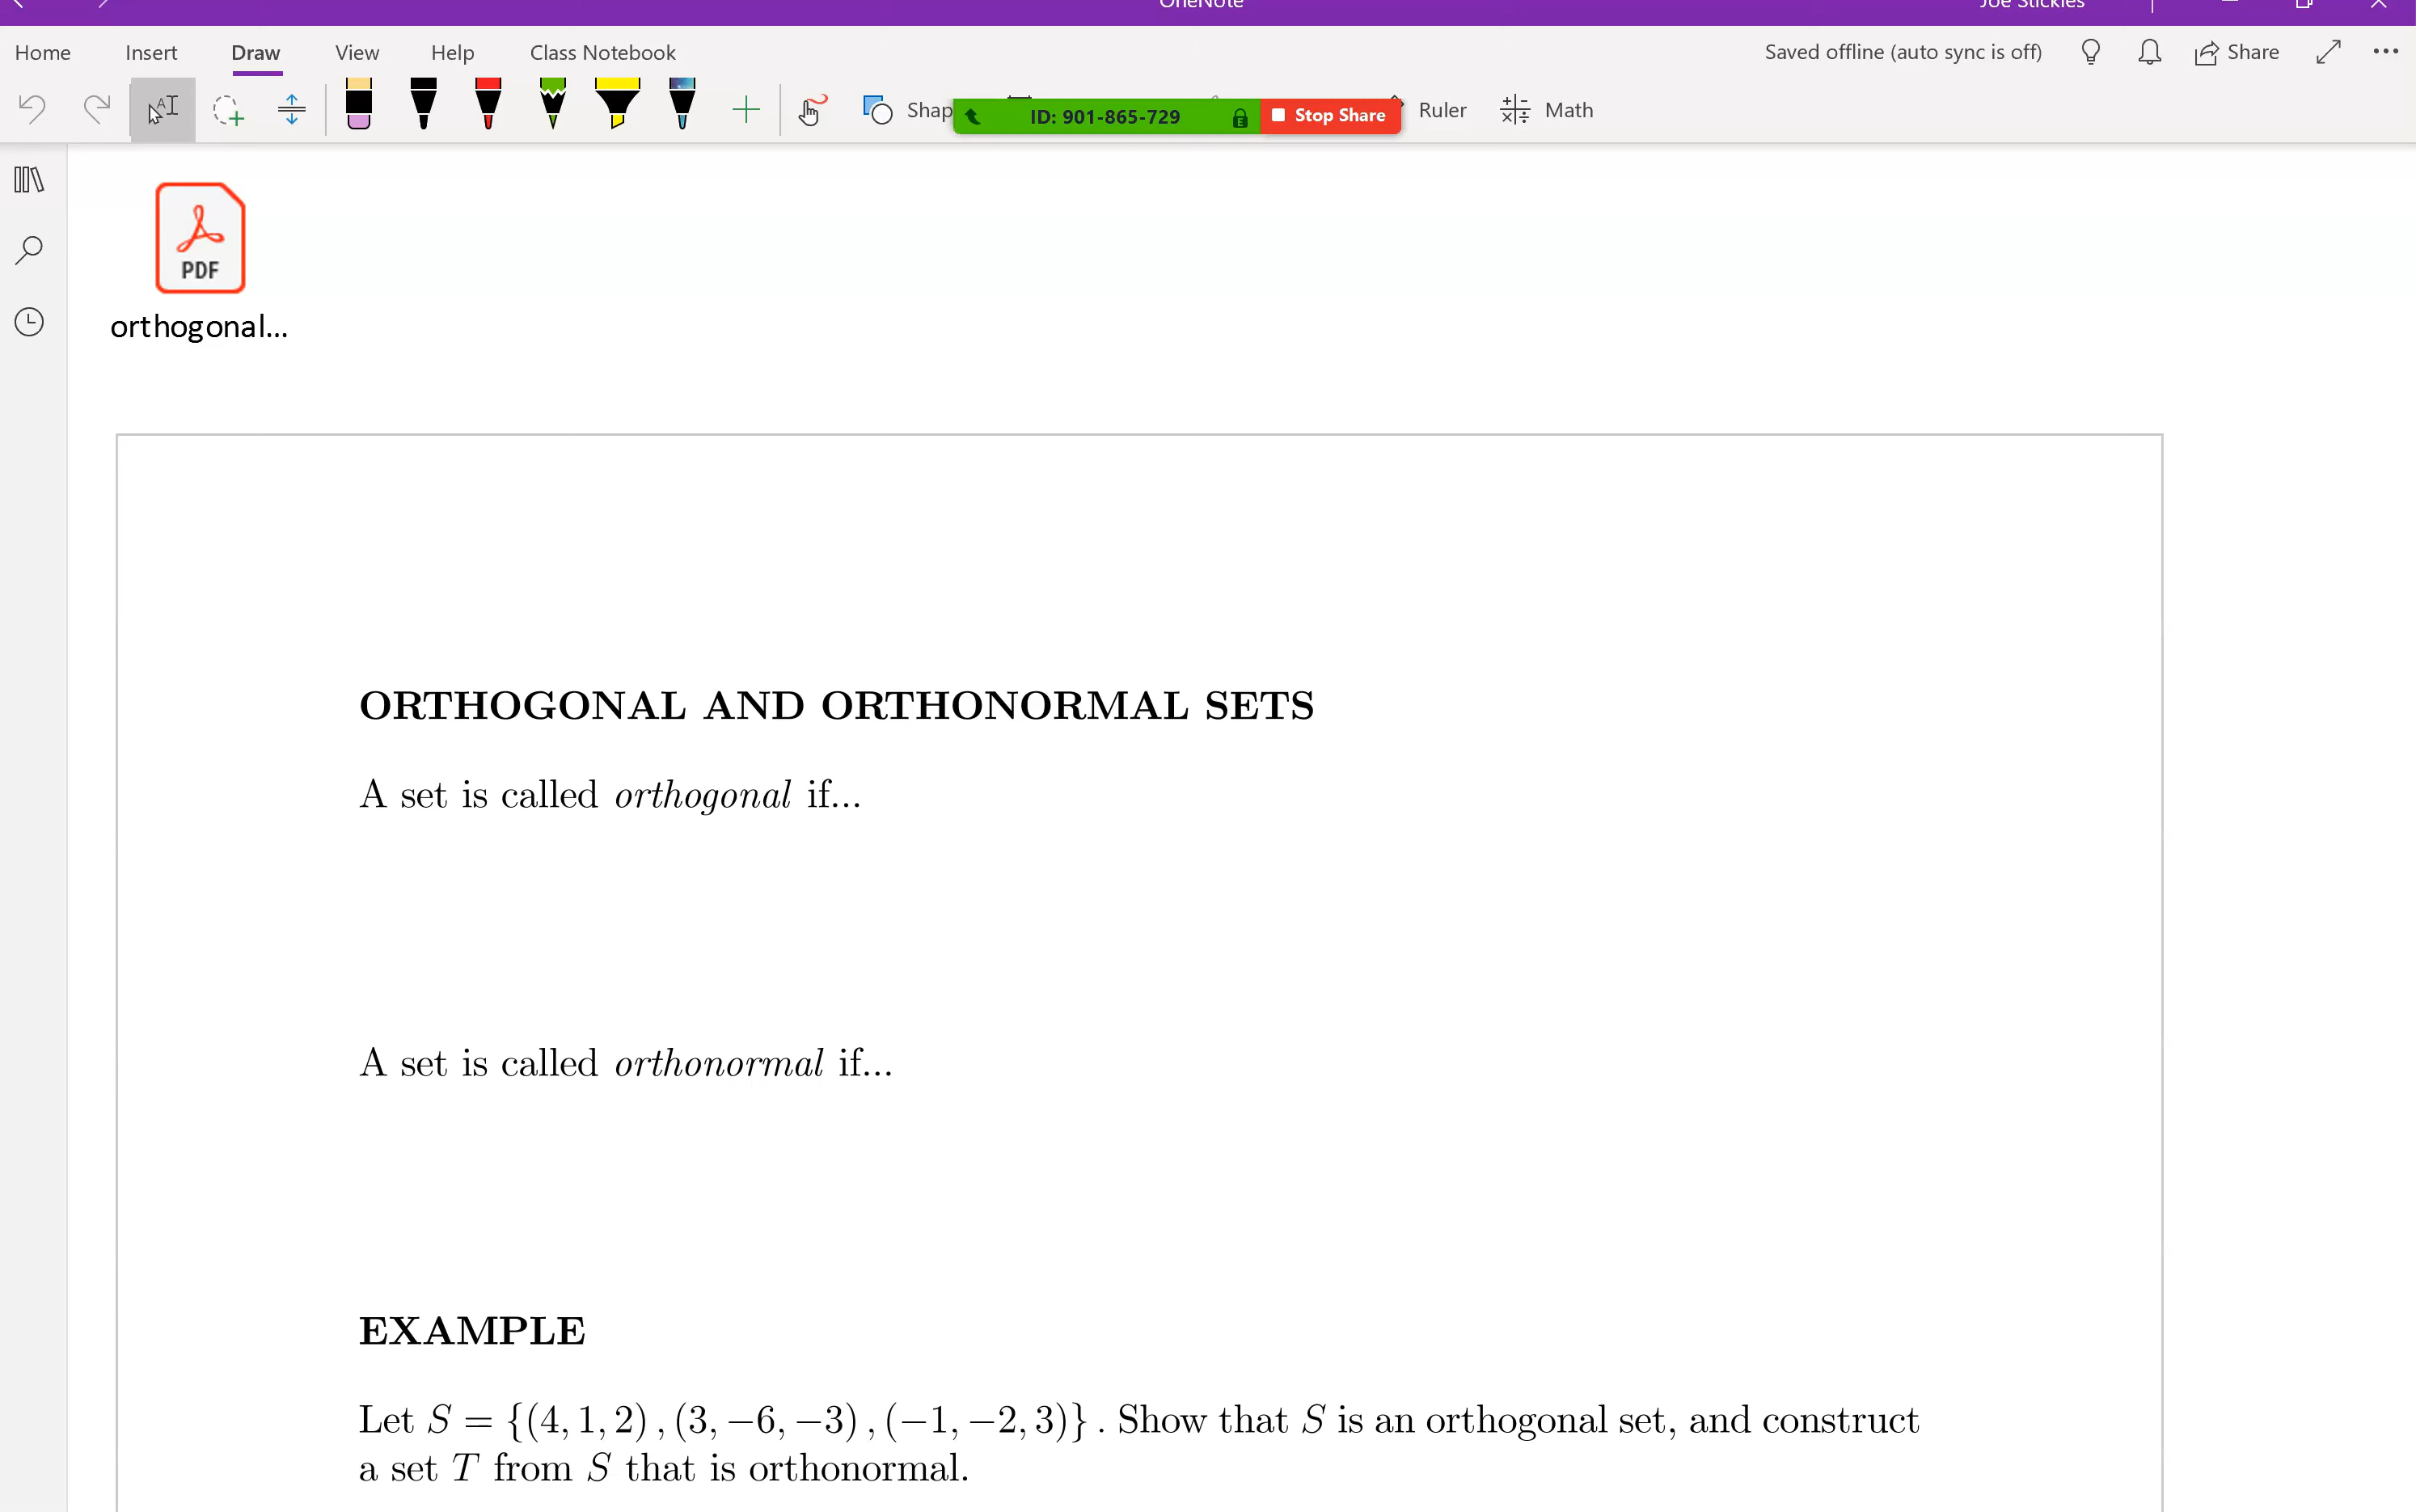 OneNote
Joe Stickles
Home Insert Draw View Help Class Notebook
Saved offline (auto sync is off) Share
Shap ID: 901-865-729 Stop Share Ruler Math
PDF
orthogonal...
ORTHOGONAL AND ORTHONORMAL SETS
A set is called orthogonal if...
A set is called orthonormal if...
EXAMPLE
Let S = {(4, 1, 2) , (3, −6, −3) , (−1, −2, 3)} . Show that S is an orthogonal set, and construct
a set T from S that is orthonormal.